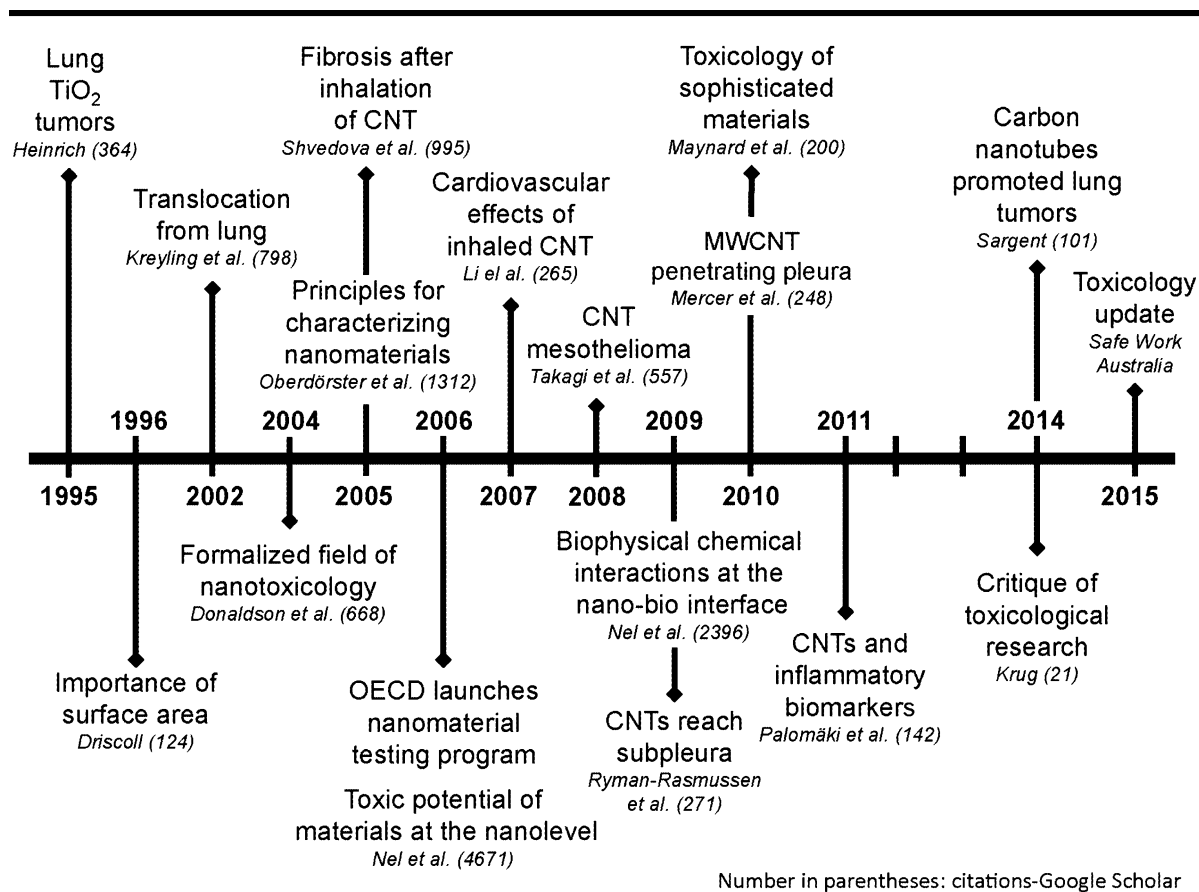 Lung
TiO2
tumors
Heinrich (364)
Fibrosis after
inhalation
of CNT
Shvedova et al. (995)
Toxicology of
sophisticated
materials
Maynard et al. (200)
Carbon
nanotubes
promoted lung
tumors
Sargent (101)
Translocation
from lung
Kreyling et al. (798)
Cardiovascular
effects of
inhaled CNT
Li el al. (265)
MWCNT
penetrating pleura
Mercer et al. (248)
Toxicology
update
Safe Work
Australia
Principles for
characterizing
nanomaterials
Oberdörster et al. (1312)
CNT
mesothelioma
Takagi et al. (557)
1996 2004 2006 2009 2011 2014
1995 2002 2005 2007 2008 2010 2015
Formalized field of
nanotoxicology
Donaldson et al. (668)
Biophysical chemical
interactions at the
nano-bio interface
Nel et al. (2396)
Critique of
toxicological
research
Krug (21)
Importance of
surface area
Driscoll (124)
OECD launches
nanomaterial
testing program
Toxic potential of
materials at the nanolevel
Nel et al. (4671)
CNTs reach
subpleura
Ryman-Rasmussen
et al. (271)
CNTs and
inflammatory
biomarkers
Palomäki et al. (142)
Number in parentheses: citations-Google Scholar